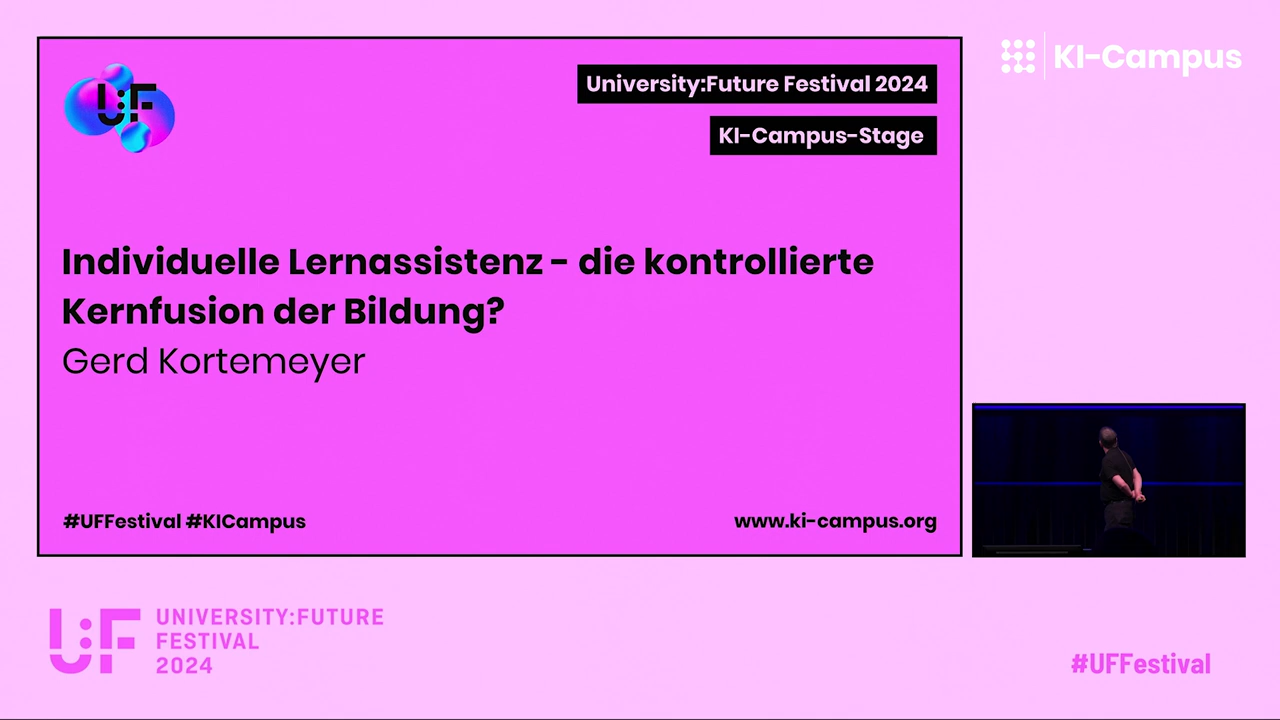 U:F
University:Future Festival 2024
KI-Campus-Stage
KI-Campus
Individuelle Lernassistenz - die kontrollierte
Kernfusion der Bildung?
Gerd Kortemeyer
#UFFestival #KICampus
www.ki-campus.org
U:F
UNIVERSITY:FUTURE
FESTIVAL
2024
#UFFestival